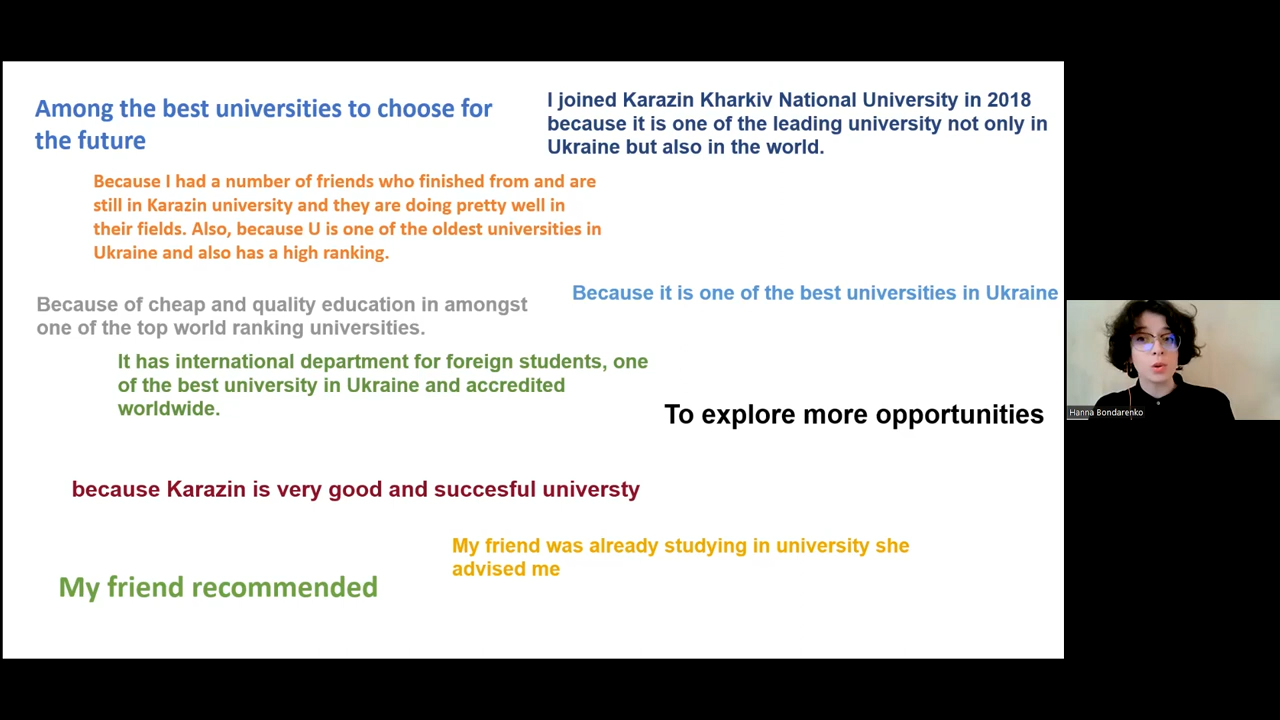 Among the best universities to choose for
the future
I joined Karazin Kharkiv National University in 2018
because it is one of the leading university not only in
Ukraine but also in the world.
Because I had a number of friends who finished from and are
still in Karazin university and they are doing pretty well in
their fields. Also, because U is one of the oldest universities in
Ukraine and also has a high ranking.
Because it is one of the best universities in Ukraine
Because of cheap and quality education in amongst
one of the top world ranking universities.
It has international department for foreign students, one
of the best university in Ukraine and accredited
worldwide.
To explore more opportunities
Hanna Bondarenko
because Karazin is very good and succesful universty
My friend was already studying in university she
advised me
My friend recommended